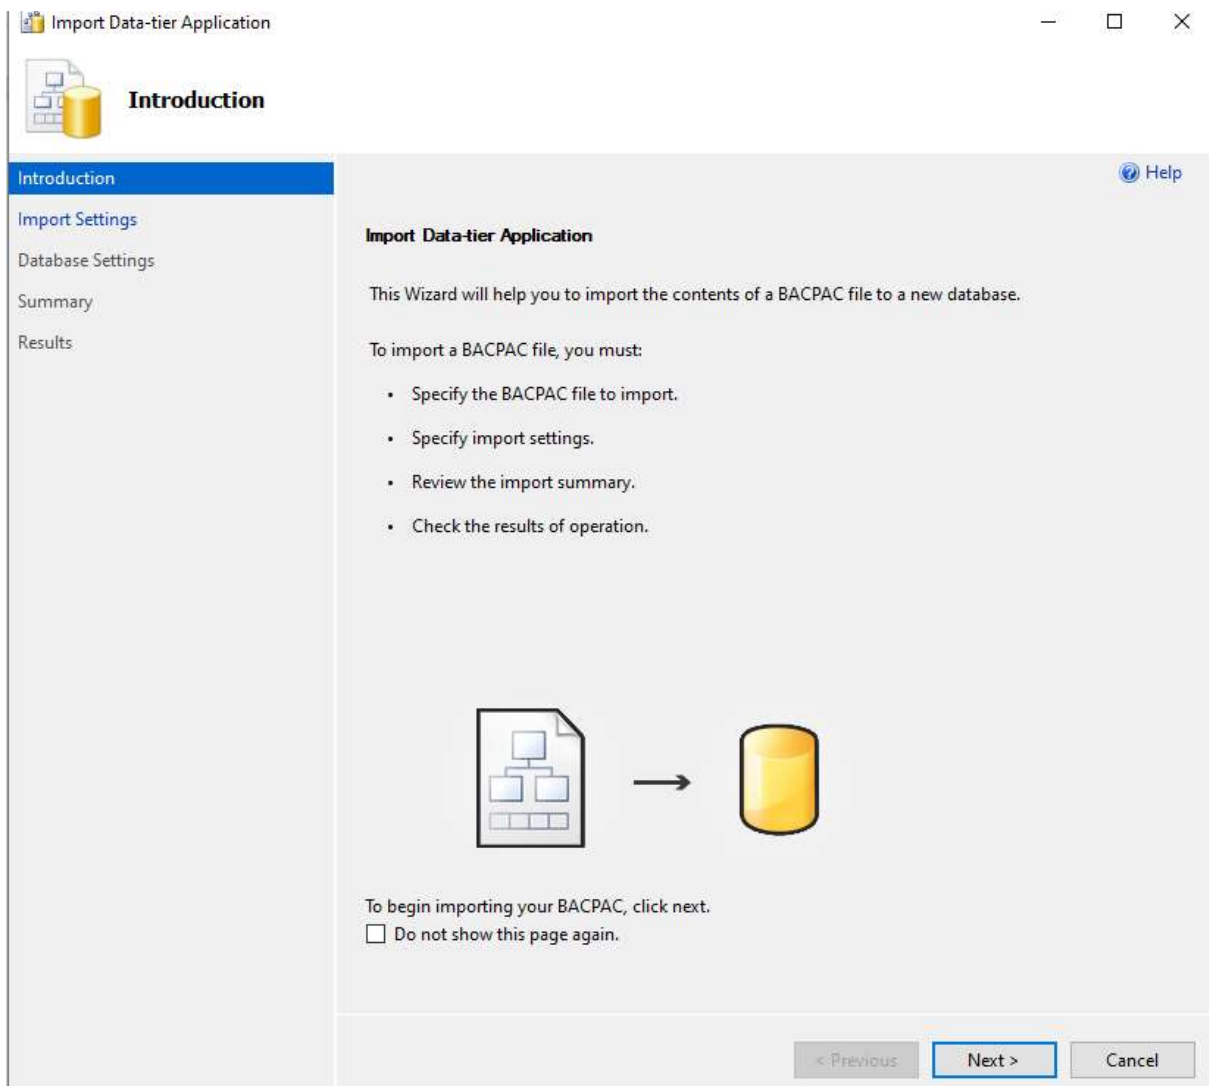 Import Data-tier Application
Introduction
Introduction
Import Settings
Database Settings
Summary
Results
Help
Import Data-tier Application
This Wizard will help you to import the contents of a BACPAC file to a new database.
To import a BACPAC file, you must:
• Specify the BACPAC file to import.
• Specify import settings.
• Review the import summary.
• Check the results of operation.
To begin importing your BACPAC, click next.
Do not show this page again.
< Previous
Next >
Cancel